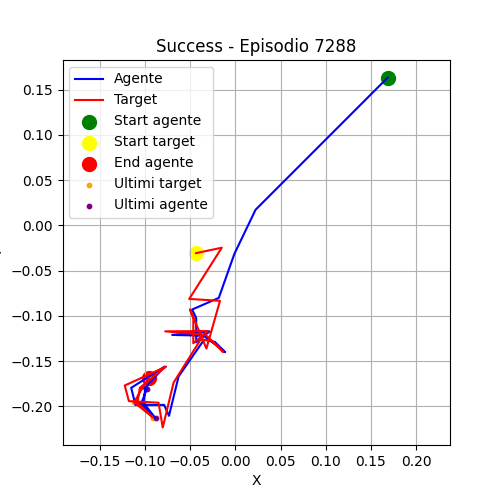 Success - Episodio 7288
Agente
Target
Start agente
Start target
End agente
Ultimi target
Ultimi agente
0.15
0.10
0.05
0.00
−0.05
−0.10
−0.15
−0.20
−0.15 −0.10 −0.05 0.00 0.05 0.10 0.15 0.20
X